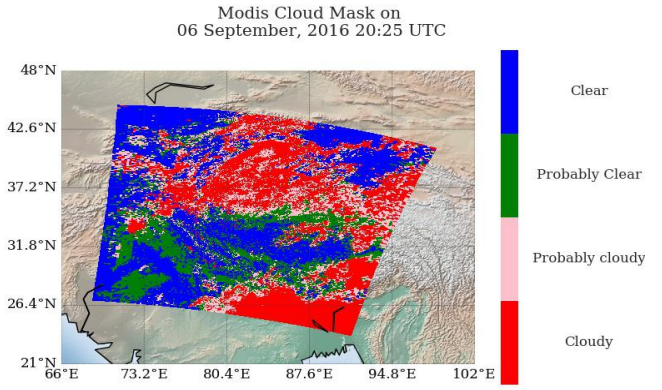 Modis Cloud Mask on
06 September, 2016 20:25 UTC
48°N
42.6°N
37.2°N
31.8°N
26.4°N
21°N
66°E
73.2°E
80.4°E
87.6°E
94.8°E
102°E
Clear
Probably Clear
Probably cloudy
Cloudy